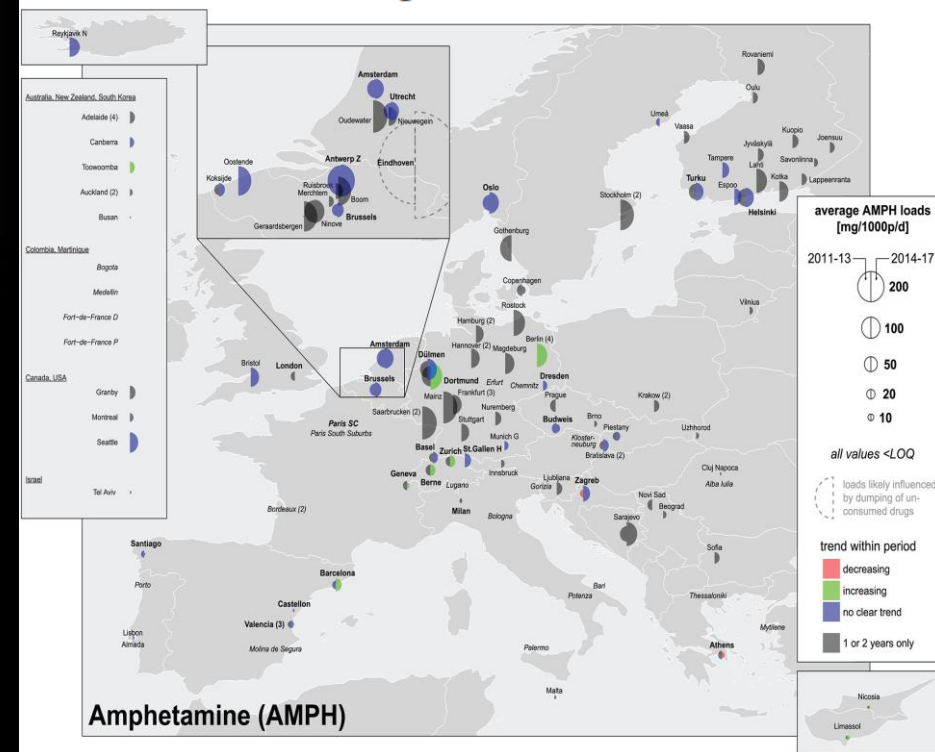 Reykjavik N
Australia, New Zealand, South Korea
Adelaide (4)
Canberra
Toowoomba
Auckland (2)
Busan
Colombia, Martinique
Bogota
Medellin
Fort-de-France D
Fort-de-France P
Canada, USA
Granby
Montreal
Seattle
Israel
Tel Aviv
Amsterdam
Utrecht
Oudewater
Nieuwegein
Eindhoven
Antwerp Z
Oostende
Koksijde
Ruisbroek
Merchtem
Boom
Ninove
Brussels
Geraardsbergen
Rovaniemi
Oulu
Umeå
Vaasa
Kuopio
Joensuu
Jyväskylä
Savonlinna
Tampere
Lahti
Lappeenranta
Turku
Espoo
Kotka
Helsinki
Oslo
Stockholm (2)
Gothenburg
Copenhagen
Vilnius
Rostock
Hamburg (2)
Hannover (2)
Magdeburg
Berlin (4)
Amsterdam
Brussels
Dülmen
Dortmund
Erfurt
Chemnitz
Dresden
Bristol
London
Mainz
Frankfurt (3)
Saarbrucken (2)
Nuremberg
Stuttgart
Prague
Krakow (2)
Paris SC
Paris South Suburbs
Munich G
Budweis
Brno
Piestany
Kloster-
neuburg
Bratislava (2)
Uzhhorod
Basel
Zurich
St.Gallen H
Innsbruck
Geneva
Berne
Lugano
Gorizia
Ljubljana
Zagreb
Cluj Napoca
Alba Iulia
Milan
Bologna
Novi Sad
Beograd
Sarajevo
Sofia
Bordeaux (2)
Santiago
Porto
Barcelona
Castellon
Valencia (3)
Lisbon
Almada
Molina de Segura
Bari
Potenza
Thessaloniki
Mytilene
Palermo
Athens
Malta
Nicosia
Limassol
average AMPH loads
[mg/1000p/d]
2011-13
2014-17
200
100
50
20
10
all values <LOQ
loads likely influenced
by dumping of un-
consumed drugs
trend within period
decreasing
increasing
no clear trend
1 or 2 years only
Amphetamine (AMPH)